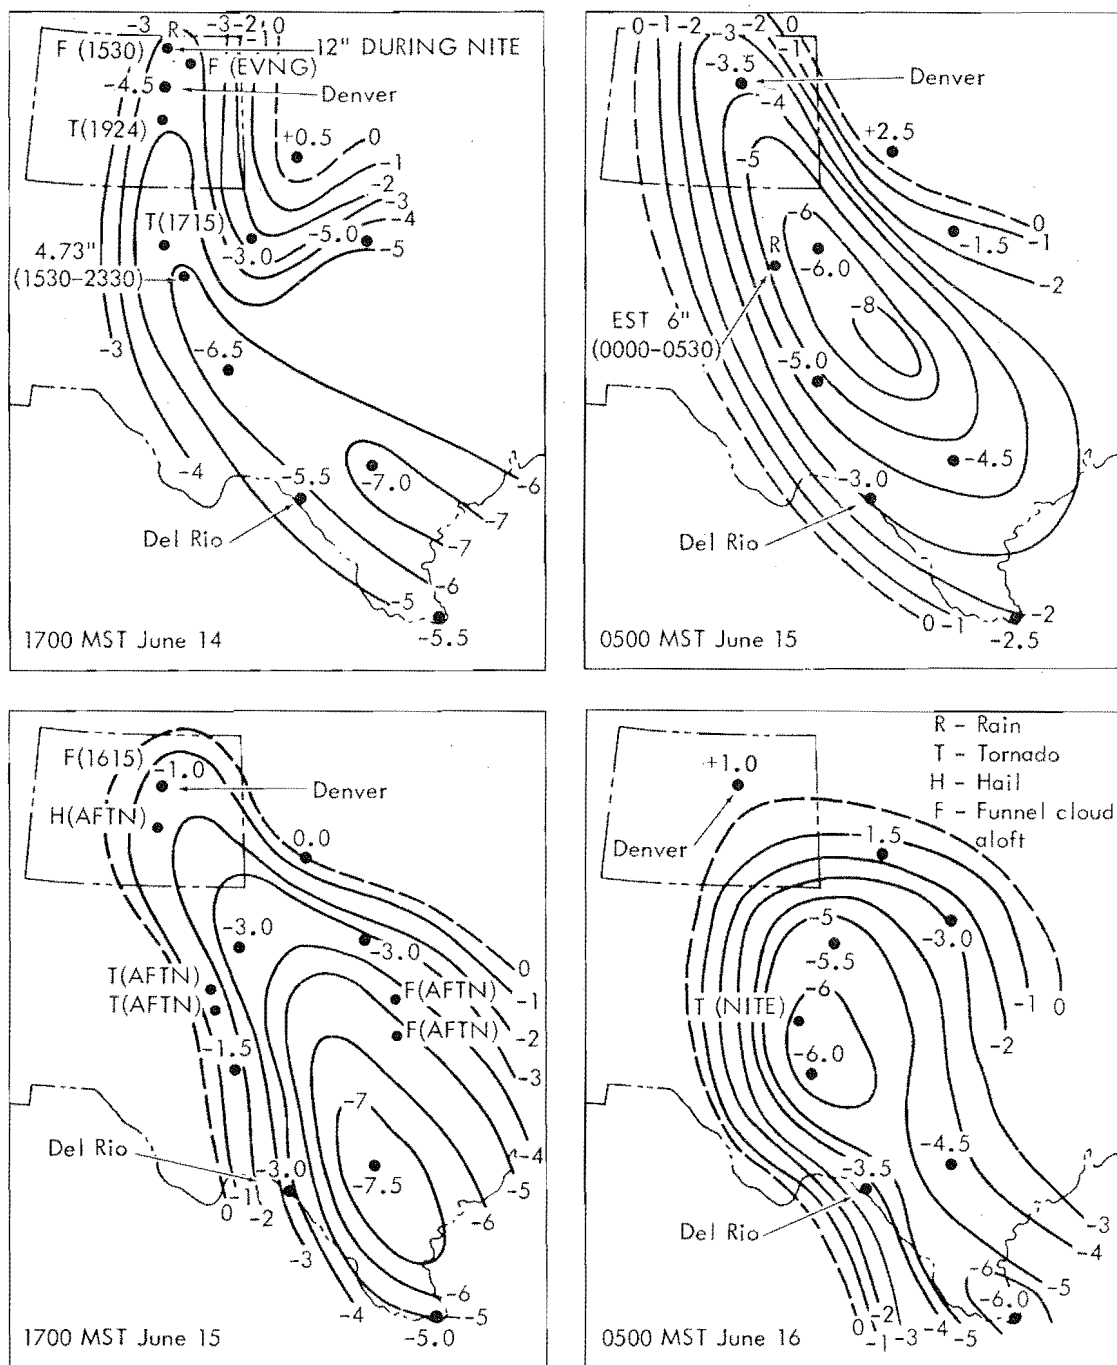 -3 R -3 -2 0
-1
F (1530) 12" DURING NITE
F (EVNG)
-4.5 Denver
T(1924)
+0.5 0
-1
-2
-3
T(1715) -4
-3.0 -5.0 -5
4.73"
(1530-2330)
-3 -6.5
-4 -5.5 -7.0 -6
-7
Del Rio
-7
-6
-5
-5.5
1700 MST June 14
0 -1 -2 -3 0
-1
-3.5 Denver
-4
+2.5
-5
-6 0
R -1.5 -1
-6.0 -2
-8
EST 6"
(0000-0530)
-5.0
-4.5
-3.0
Del Rio
0 -1 -2
-2.5
0500 MST June 15
F(1615)
-1.0
Denver
H(AFTN)
0.0
-3.0 -3.0
0
T(AFTN) F(AFTN) -1
T(AFTN)
F(AFTN) -2
-1.5 -3
-7
Del Rio -3.0 -4
-7.5 -5
0 -1 -2 -6
-3
-6
-4 -5
-5.0
1700 MST June 15
R - Rain
T - Tornado
H - Hail
F - Funnel cloud
aloft
+1.0
Denver
-1.5
-5 -3.0
-5.5
-6 -1 0
T (NITE)
-2
-6.0
-4.5
-3.5
-3
Del Rio -4
-6 -5
-6.0
0 -2
-1 -3 -4 -5
0500 MST June 16